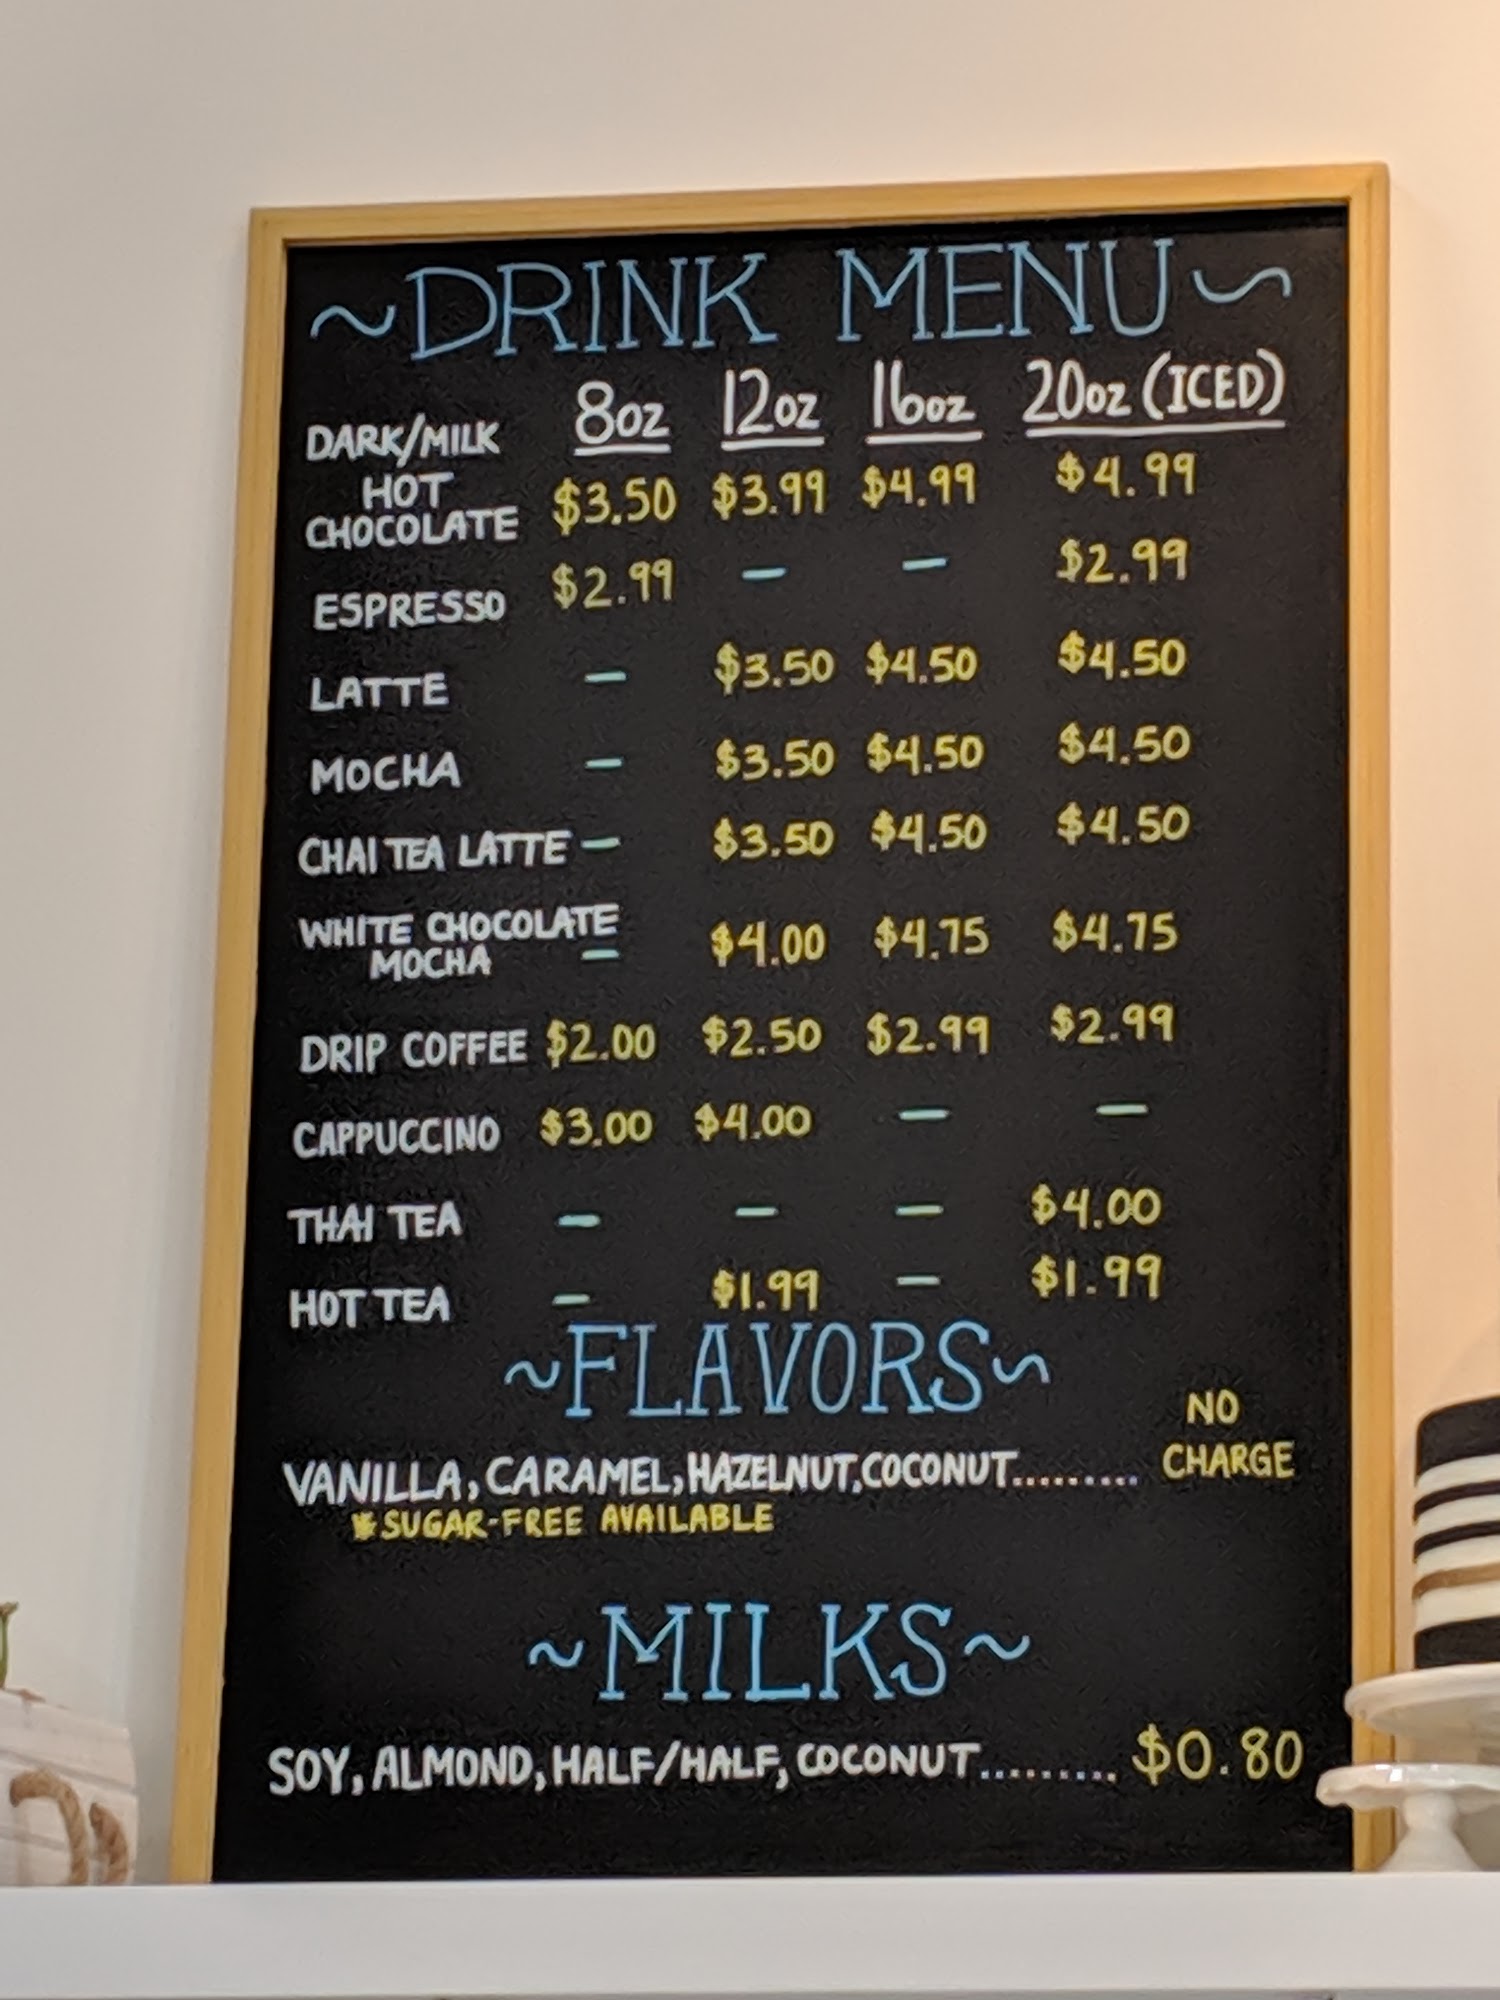 ~DRINK MENU~
8oz 12oz 16oz 20oz (ICED)
DARK/MILK
HOT
CHOCOLATE $3.50 $3.99 $4.99 $4.99
ESPRESSO $2.99 – – $2.99
LATTE – $3.50 $4.50 $4.50
MOCHA – $3.50 $4.50 $4.50
CHAI TEA LATTE – $3.50 $4.50 $4.50
WHITE CHOCOLATE
MOCHA – $4.00 $4.75 $4.75
DRIP COFFEE $2.00 $2.50 $2.99 $2.99
CAPPUCCINO $3.00 $4.00 – –
THAI TEA – – – $4.00
HOT TEA – $1.99 – $1.99
~FLAVORS~
VANILLA, CARAMEL, HAZELNUT, COCONUT......... NO
CHARGE
*SUGAR-FREE AVAILABLE
~MILKS~
SOY, ALMOND, HALF/HALF, COCONUT......... $0.80